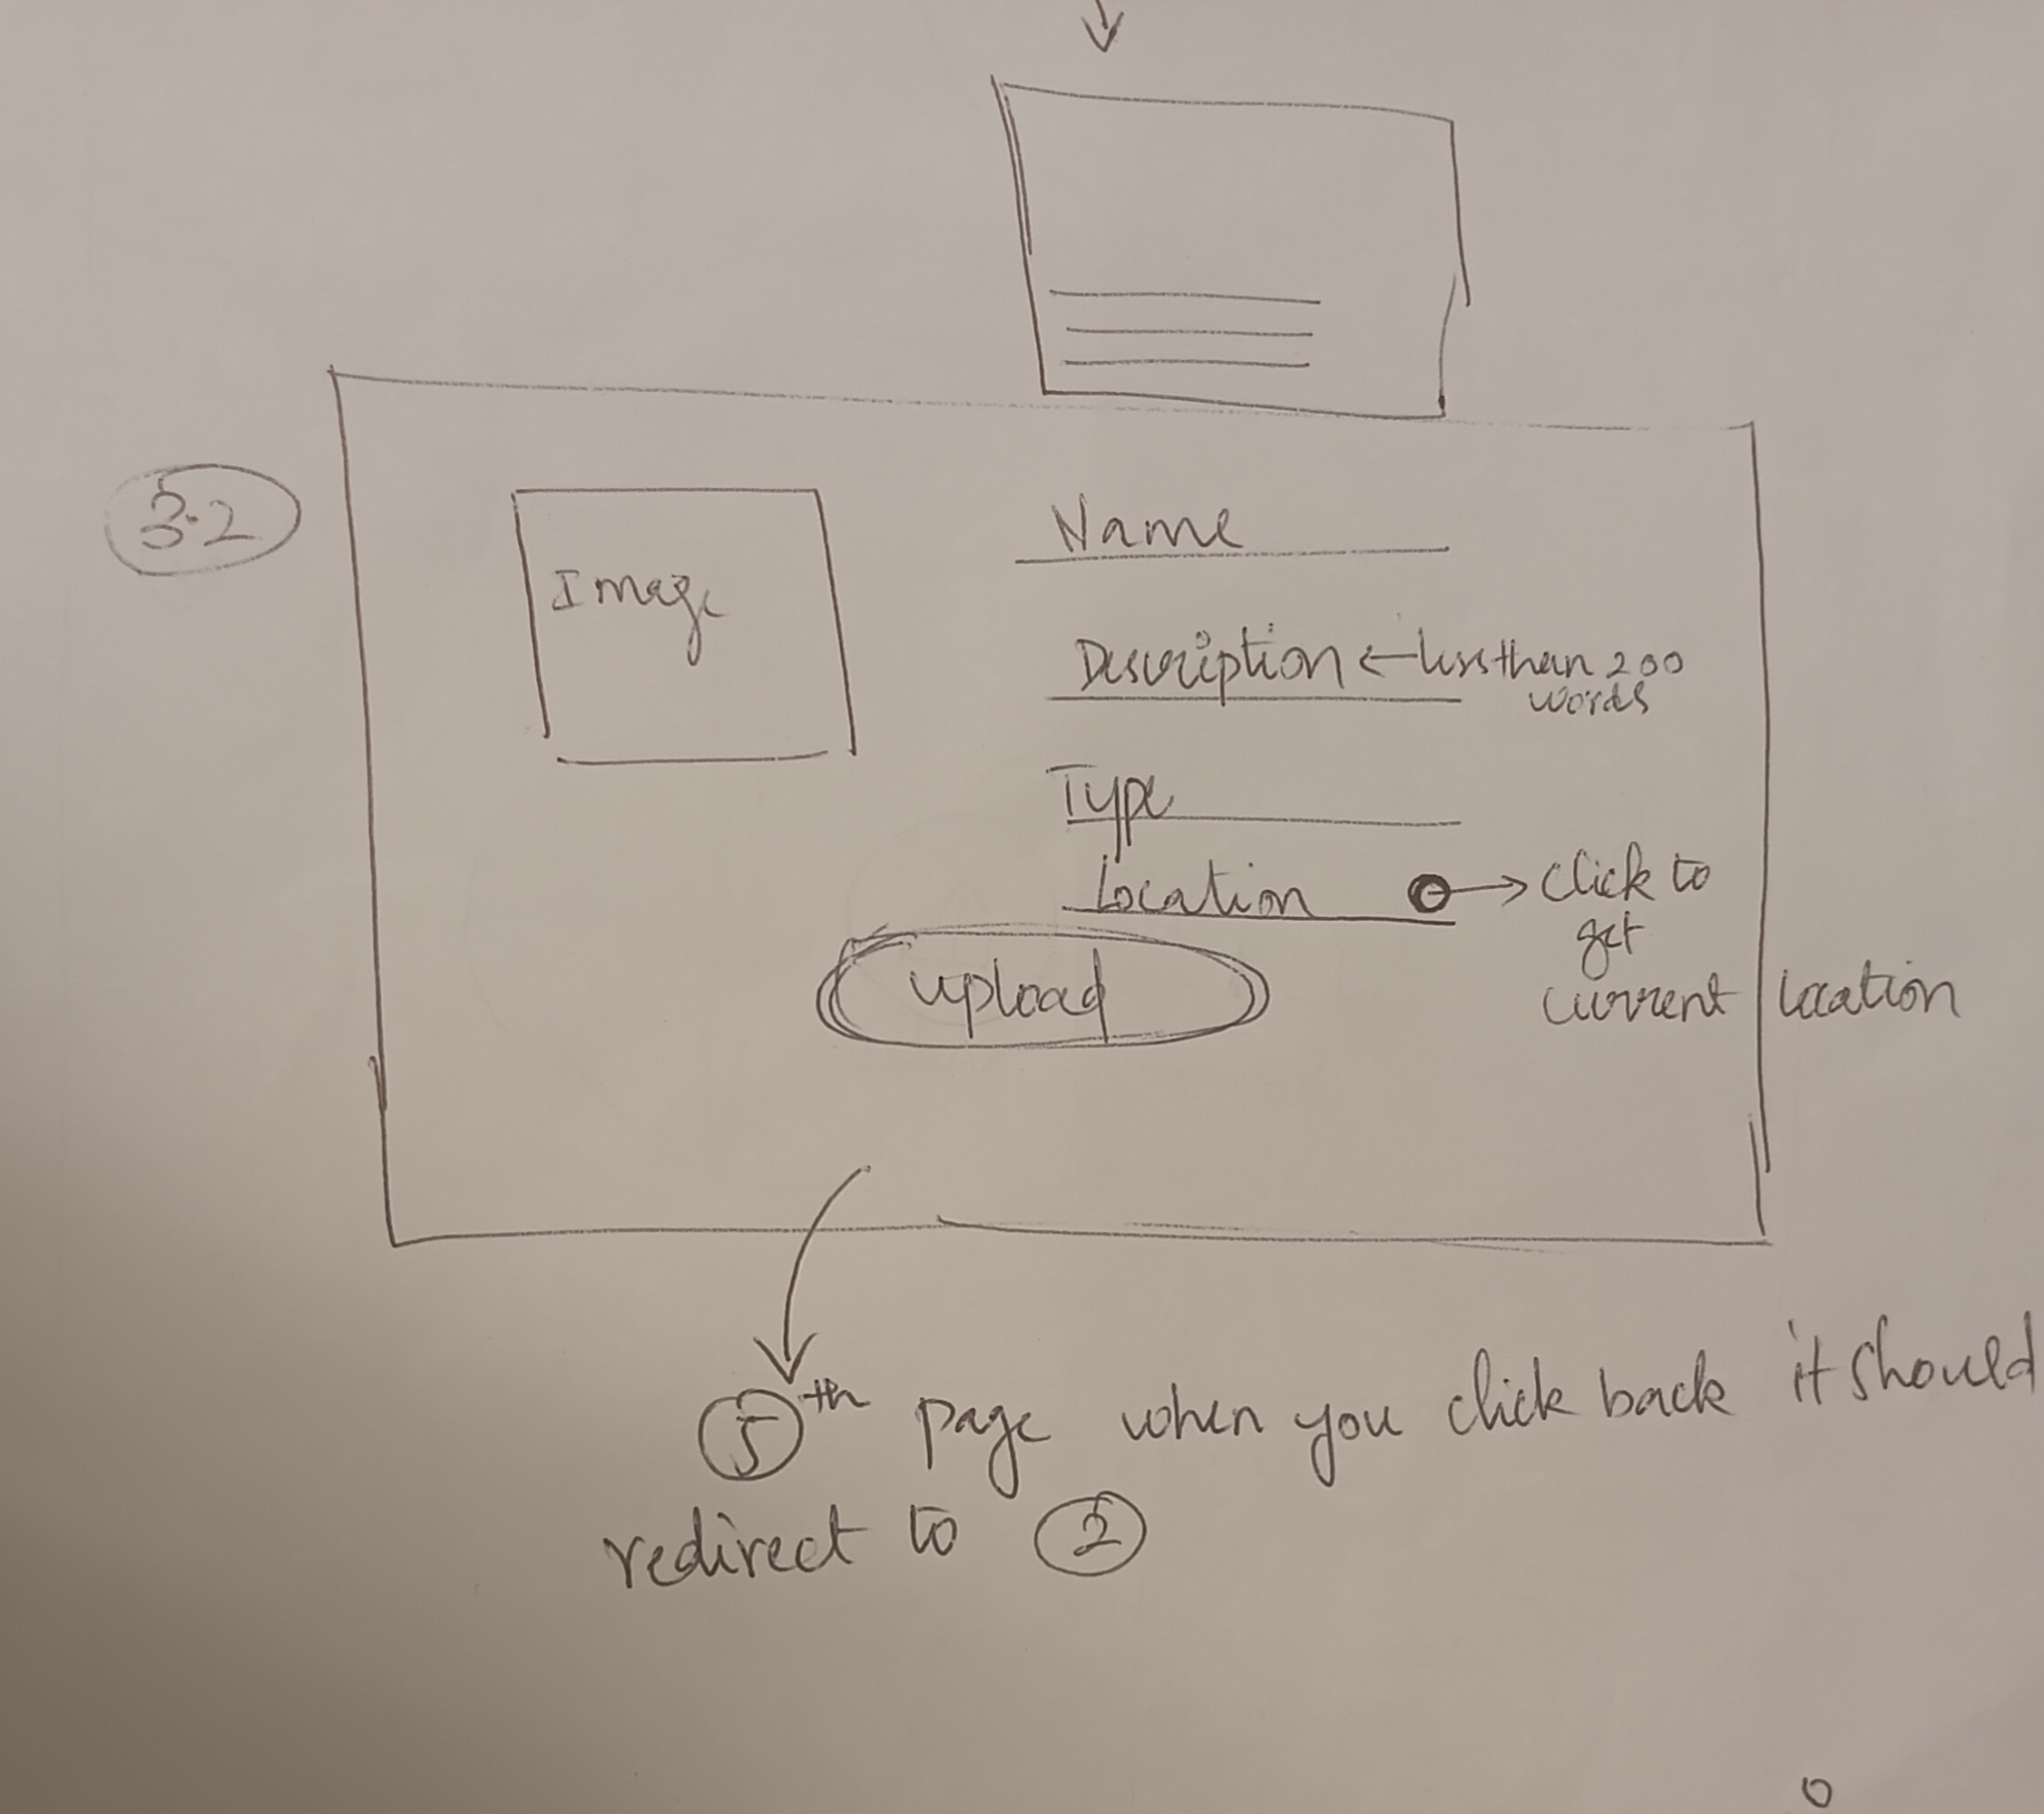 3.2
Image
Name
Description ← less than 200
words
Type
Location → click to
get
current location
upload
5th page when you click back it should
redirect to 2